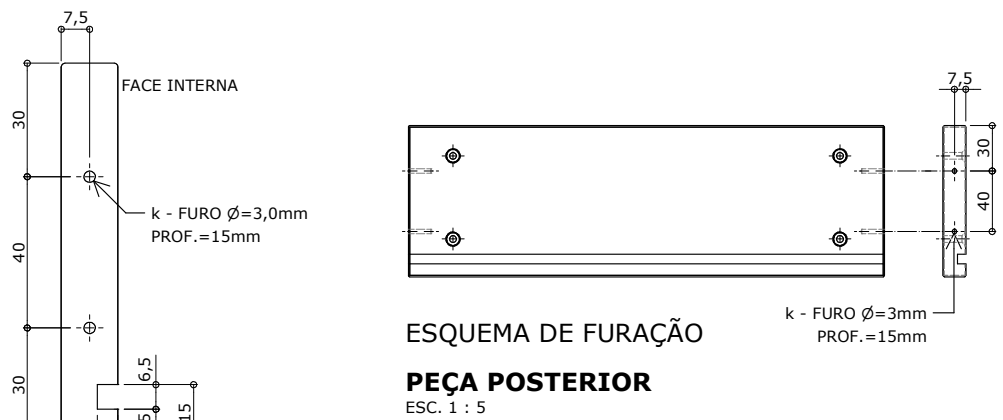 7,5
FACE INTERNA
30
k - FURO Ø=3,0mm
PROF.=15mm
40
30
6,5
15
7,5
30
40
k - FURO Ø=3mm
PROF.=15mm
ESQUEMA DE FURAÇÃO
PEÇA POSTERIOR
ESC. 1 : 5